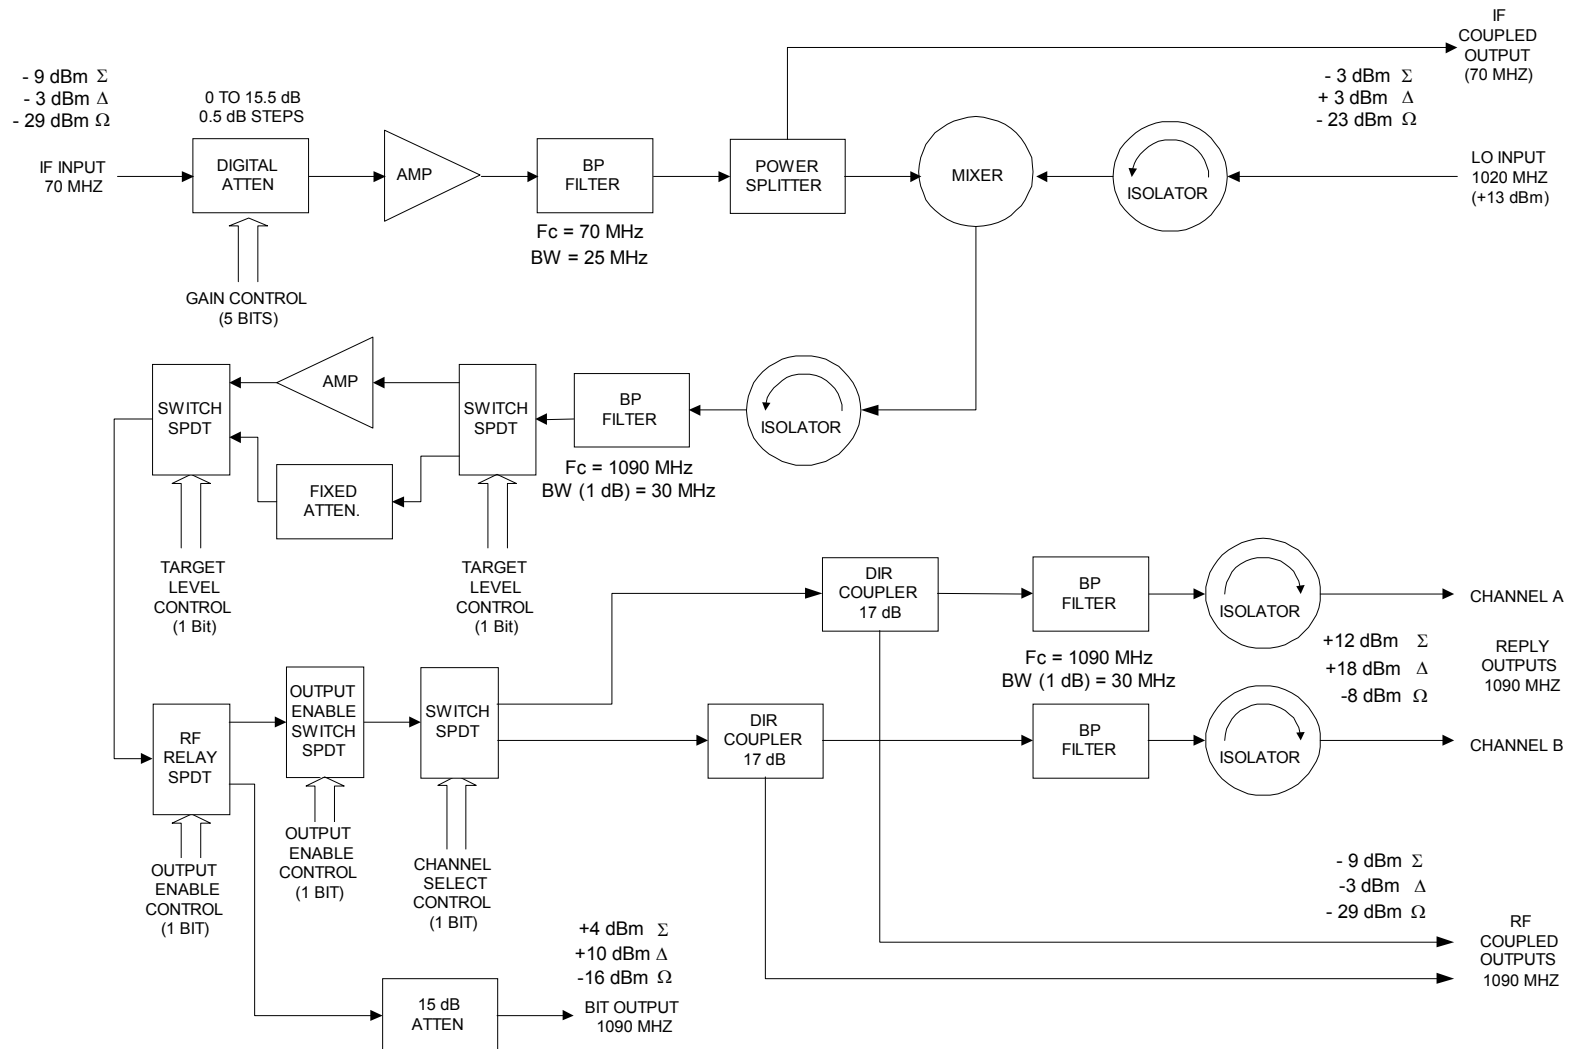 IF
COUPLED
OUTPUT
(70 MHZ)
- 9 dBm Σ
- 3 dBm Δ
- 29 dBm Ω
0 TO 15.5 dB
0.5 dB STEPS
- 3 dBm Σ
+ 3 dBm Δ
- 23 dBm Ω
IF INPUT
70 MHZ
DIGITAL
ATTEN
AMP
BP
FILTER
POWER
SPLITTER
MIXER
ISOLATOR
LO INPUT
1020 MHZ
(+13 dBm)
Fc = 70 MHz
BW = 25 MHz
GAIN CONTROL
(5 BITS)
SWITCH
SPDT
AMP
SWITCH
SPDT
BP
FILTER
ISOLATOR
Fc = 1090 MHz
BW (1 dB) = 30 MHz
FIXED
ATTEN.
TARGET
LEVEL
CONTROL
(1 Bit)
TARGET
LEVEL
CONTROL
(1 Bit)
DIR
COUPLER
17 dB
BP
FILTER
ISOLATOR
CHANNEL A
Fc = 1090 MHz
BW (1 dB) = 30 MHz
+12 dBm Σ
+18 dBm Δ
-8 dBm Ω
REPLY
OUTPUTS
1090 MHZ
RF
RELAY
SPDT
OUTPUT
ENABLE
SWITCH
SPDT
SWITCH
SPDT
DIR
COUPLER
17 dB
BP
FILTER
ISOLATOR
CHANNEL B
OUTPUT
ENABLE
CONTROL
(1 BIT)
OUTPUT
ENABLE
CONTROL
(1 BIT)
CHANNEL
SELECT
CONTROL
(1 BIT)
- 9 dBm Σ
-3 dBm Δ
- 29 dBm Ω
RF
COUPLED
OUTPUTS
1090 MHZ
+4 dBm Σ
+10 dBm Δ
-16 dBm Ω
15 dB
ATTEN
BIT OUTPUT
1090 MHZ